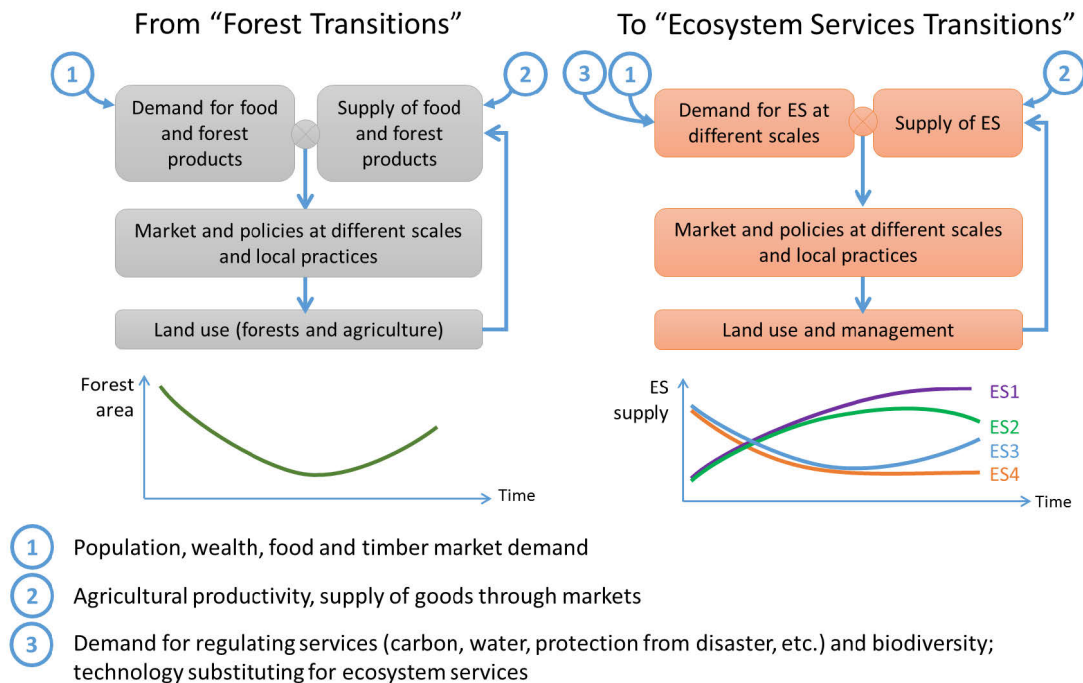 From “Forest Transitions”
1
2
Demand for food
and forest
products
Supply of food
and forest
products
Market and policies at different scales
and local practices
Land use (forests and agriculture)
Forest
area
Time
To “Ecosystem Services Transitions”
3
1
2
Demand for ES at
different scales
Supply of ES
Market and policies at different scales
and local practices
Land use and management
ES
supply
ES1
ES2
ES3
ES4
Time
1 Population, wealth, food and timber market demand
2 Agricultural productivity, supply of goods through markets
3 Demand for regulating services (carbon, water, protection from disaster, etc.) and biodiversity;
technology substituting for ecosystem services